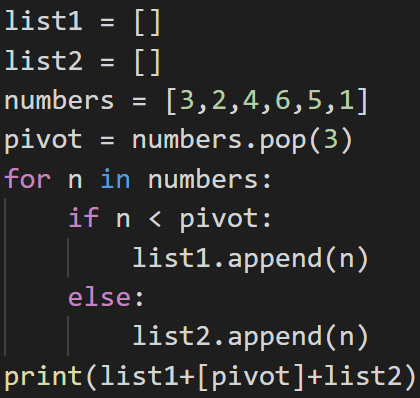 list1 = []
list2 = []
numbers = [3,2,4,6,5,1]
pivot = numbers.pop(3)
for n in numbers:
    if n < pivot:
        list1.append(n)
    else:
        list2.append(n)
print(list1+[pivot]+list2)